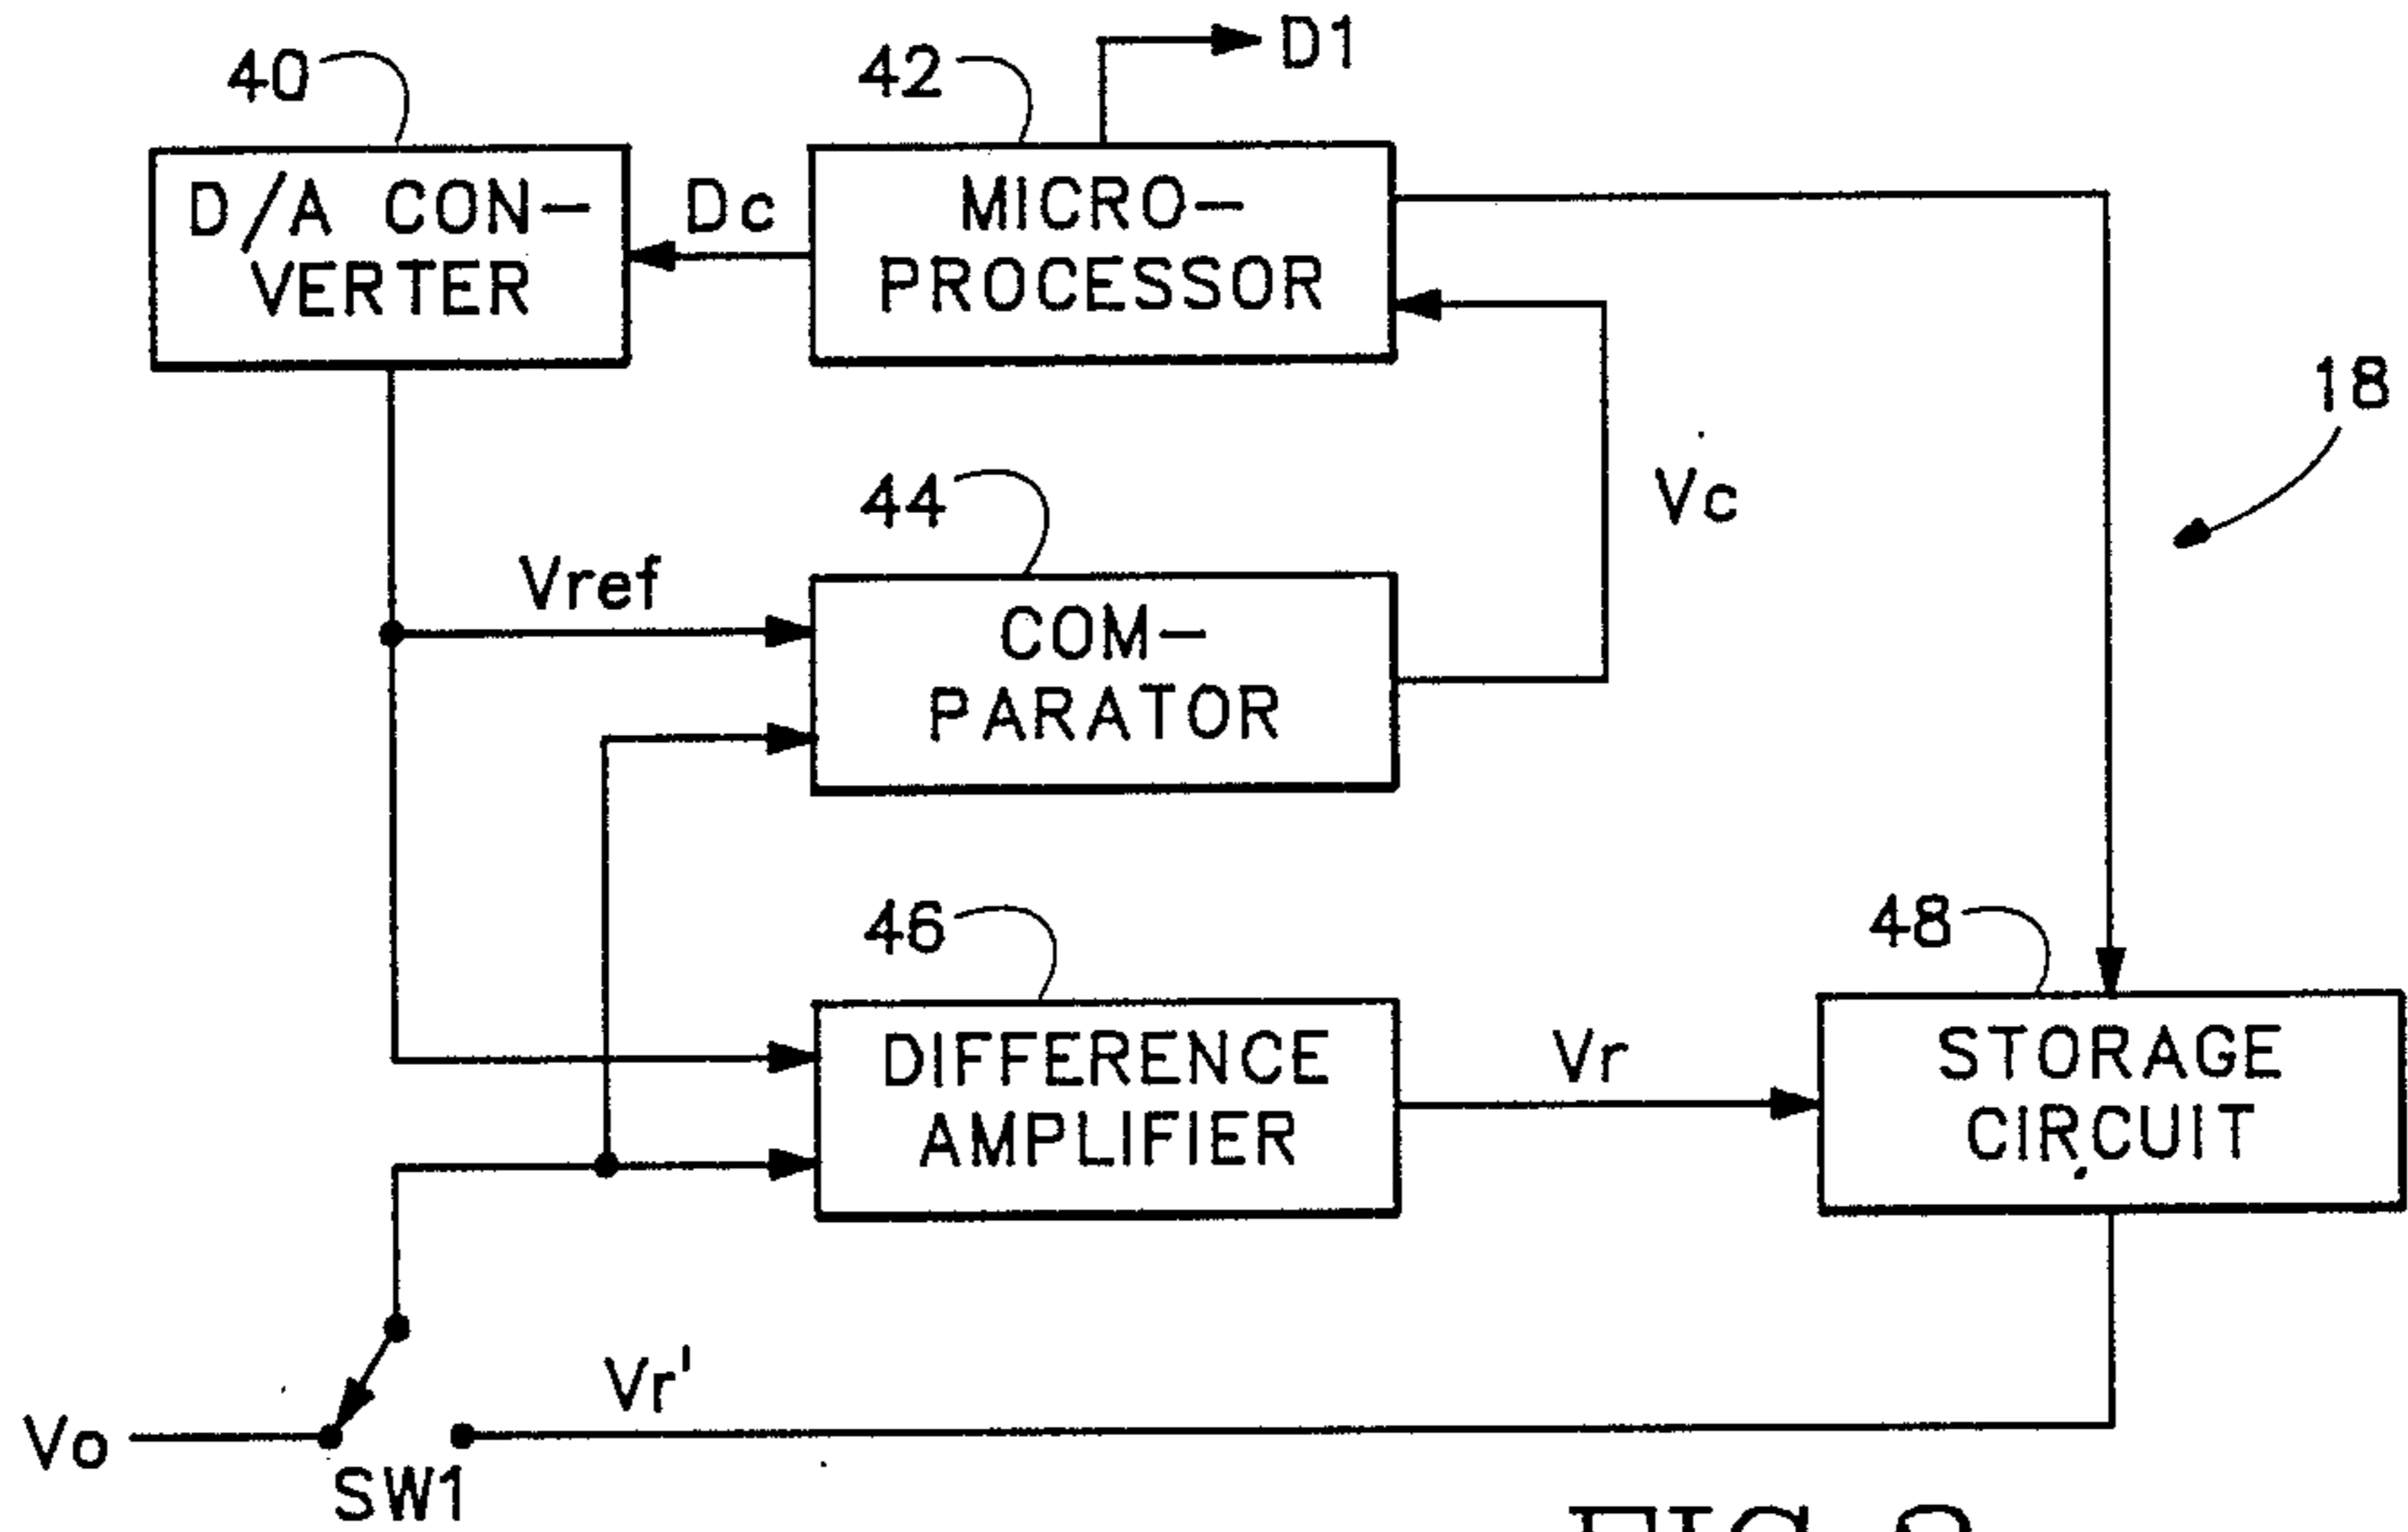 40
42
D1
D/A CON-
VERTER
Dc
MICRO-
PROCESSOR
18
44
Vc
Vref
COM-
PARATOR
46
48
DIFFERENCE
AMPLIFIER
Vr
STORAGE
CIRCUIT
Vr'
Vo
SW1